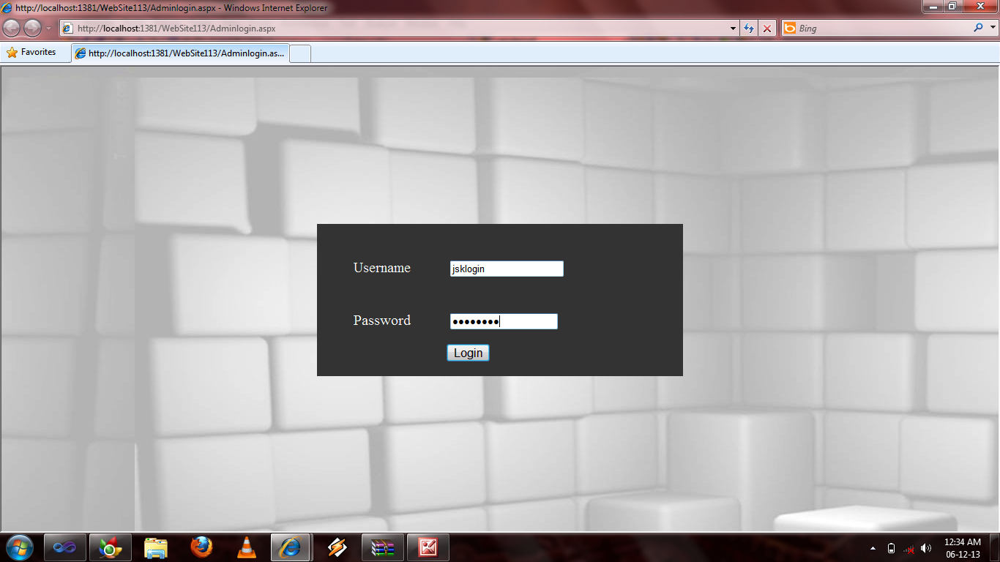 http://localhost:1381/WebSite113/Adminlogin.aspx - Windows Internet Explorer
http://localhost:1381/WebSite113/Adminlogin.aspx
Bing
Favorites
http://localhost:1381/WebSite113/Adminlogin.as...
Username
jsklogin
Password
••••••••
Login
12:34 AM
06-12-13